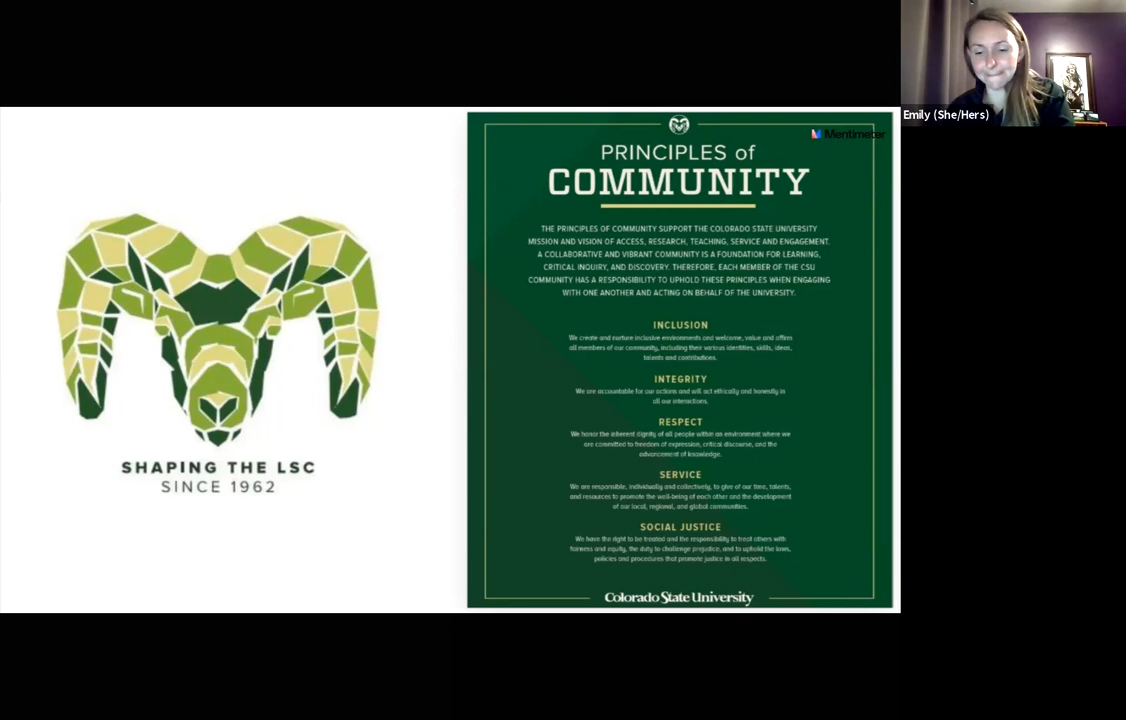 Emily (She/Hers)
Mentimeter
PRINCIPLES of
COMMUNITY
THE PRINCIPLES OF COMMUNITY SUPPORT THE COLORADO STATE UNIVERSITY
MISSION AND VISION OF ACCESS, RESEARCH, TEACHING, SERVICE AND ENGAGEMENT.
A COLLABORATIVE AND VIBRANT COMMUNITY IS A FOUNDATION FOR LEARNING,
CRITICAL INQUIRY, AND DISCOVERY. THEREFORE, EACH MEMBER OF THE CSU
COMMUNITY HAS A RESPONSIBILITY TO UPHOLD THESE PRINCIPLES WHEN ENGAGING
WITH ONE ANOTHER AND ACTING ON BEHALF OF THE UNIVERSITY.
INCLUSION
We create and nurture inclusive environments and welcome, value and affirm
all members of our community, including their various identities, skills, ideas,
talents and contributions.
INTEGRITY
We are accountable for our actions and will act ethically and honestly in
all our interactions.
RESPECT
We honor the inherent dignity of all people within an environment where we
are committed to freedom of expression, critical discourse, and the
advancement of knowledge.
SERVICE
We are responsible, individually and collectively, to give of our time, talents,
and resources to promote the well-being of each other and the development
of our local, regional, and global communities.
SOCIAL JUSTICE
We have the right to be treated and the responsibility to treat others with
fairness and equity, the duty to challenge prejudice, and to uphold the laws,
policies and procedures that promote justice in all respects.
Colorado State University
SHAPING THE LSC
SINCE 1962